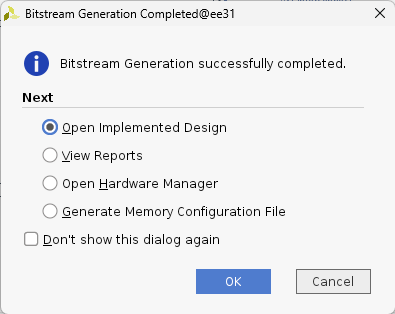 Bitstream Generation Completed@ee31
Bitstream Generation successfully completed.
Next
Open Implemented Design
View Reports
Open Hardware Manager
Generate Memory Configuration File
Don't show this dialog again
OK
Cancel